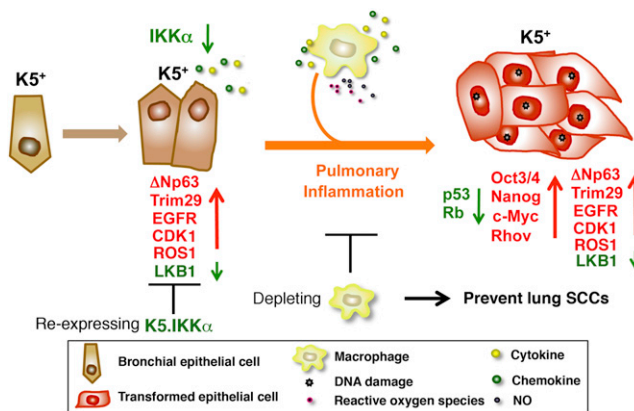 IKKα
K5⁺
K5⁺
K5⁺
Pulmonary
Inflammation
ΔNp63
Trim29
EGFR
CDK1
ROS1
LKB1
p53
Rb
Oct3/4
Nanog
c-Myc
Rhov
ΔNp63
Trim29
EGFR
CDK1
ROS1
LKB1
Re-expressing K5.IKKα
Depleting
Prevent lung SCCs
Bronchial epithelial cell
Transformed epithelial cell
Macrophage
DNA damage
Reactive oxygen species
Cytokine
Chemokine
NO